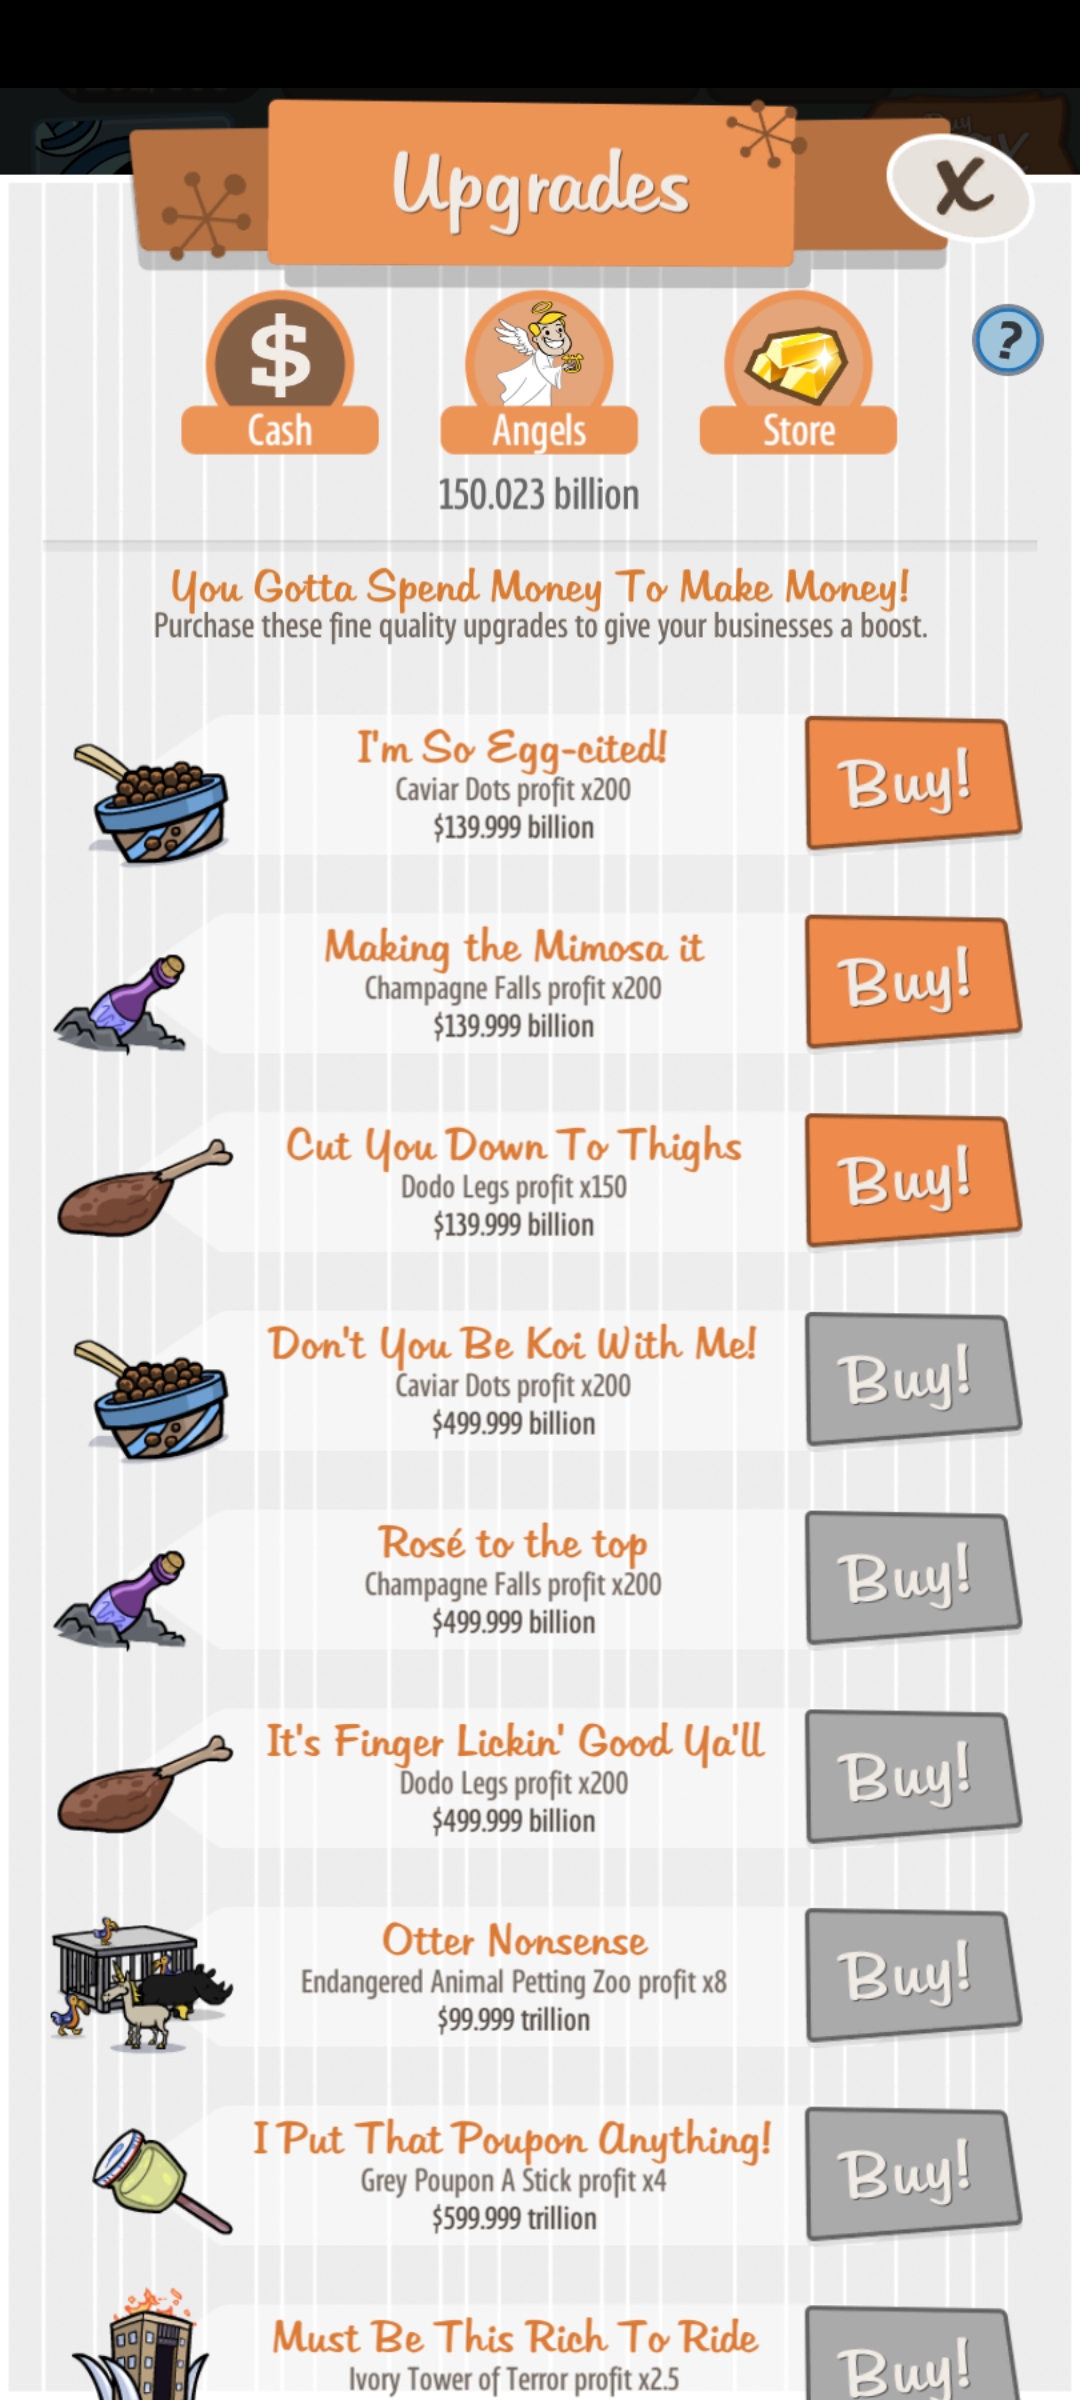 Upgrades
X
$
?
Cash
Angels
Store
150.023 billion
You Gotta Spend Money To Make Money!
Purchase these fine quality upgrades to give your businesses a boost.
I'm So Egg-cited!
Caviar Dots profit x200
$139.999 billion
Buy!
Making the Mimosa it
Champagne Falls profit x200
$139.999 billion
Buy!
Cut You Down To Thighs
Dodo Legs profit x150
$139.999 billion
Buy!
Don't You Be Koi With Me!
Caviar Dots profit x200
$499.999 billion
Buy!
Rosé to the top
Champagne Falls profit x200
$499.999 billion
Buy!
It's Finger Lickin' Good Ya'll
Dodo Legs profit x200
$499.999 billion
Buy!
Otter Nonsense
Endangered Animal Petting Zoo profit x8
$99.999 trillion
Buy!
I Put That Poupon Anything!
Grey Poupon A Stick profit x4
$599.999 trillion
Buy!
Must Be This Rich To Ride
Ivory Tower of Terror profit x2.5
Buy!